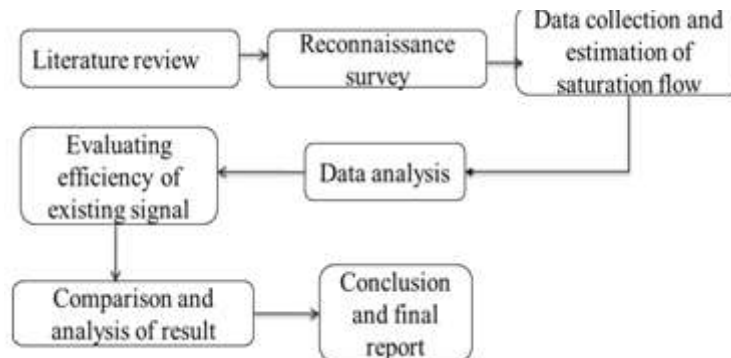 Literature review
Reconnaissance
survey
Data collection and
estimation of
saturation flow
Data analysis
Evaluating
efficiency of
existing signal
Comparison and
analysis of result
Conclusion
and final
report